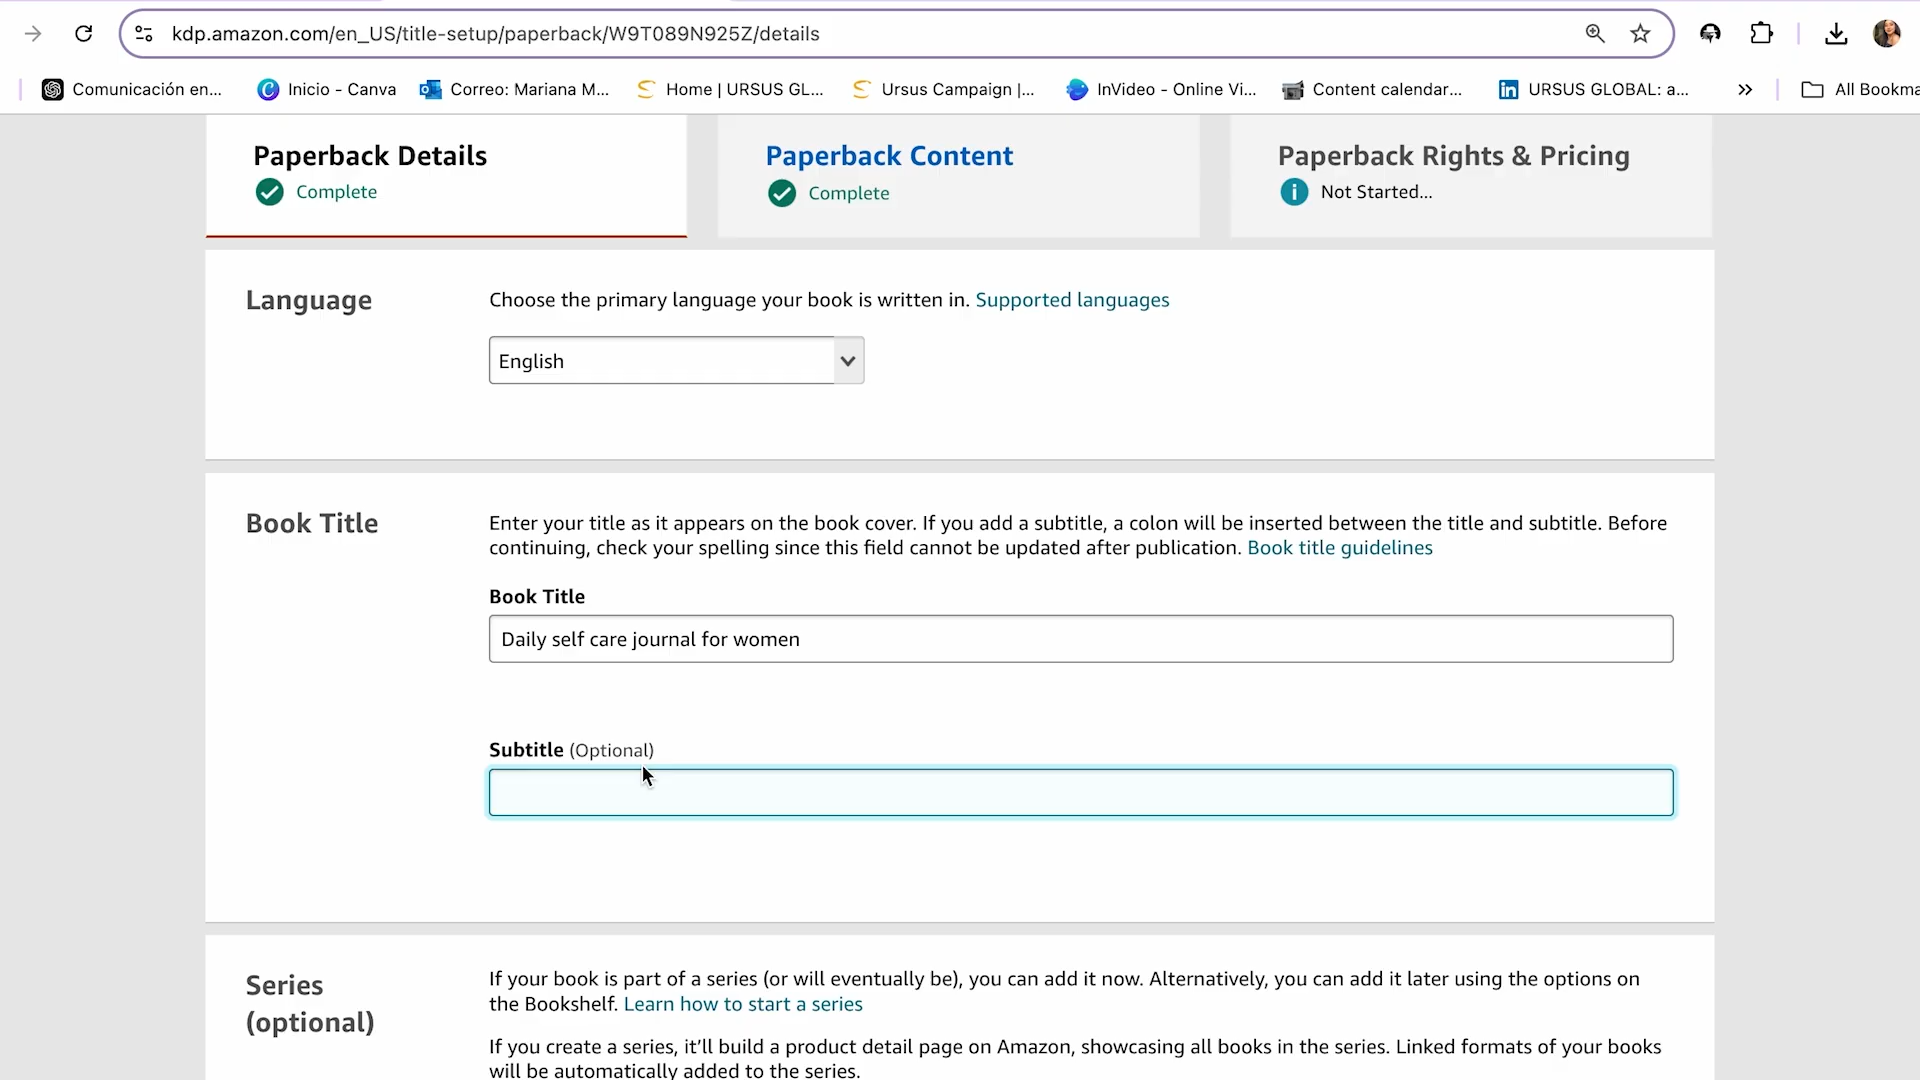 kdp.amazon.com/en_US/title-setup/paperback/W9T089N925Z/details
Comunicación en...
Inicio - Canva
Correo: Mariana M...
Home | URSUS GL...
Ursus Campaign |...
InVideo - Online Vi...
Content calendar...
in
URSUS GLOBAL: a...
»
All Bookma
Paperback Details
Complete
Paperback Content
Complete
Paperback Rights & Pricing
i Not Started...
Language
Choose the primary language your book is written in. Supported languages
English
Book Title
Enter your title as it appears on the book cover. If you add a subtitle, a colon will be inserted between the title and subtitle. Before
continuing, check your spelling since this field cannot be updated after publication. Book title guidelines
Book Title
Daily self care journal for women
Subtitle (Optional)
Series
(optional)
If your book is part of a series (or will eventually be), you can add it now. Alternatively, you can add it later using the options on
the Bookshelf. Learn how to start a series
If you create a series, it'll build a product detail page on Amazon, showcasing all books in the series. Linked formats of your books
will be automatically added to the series.